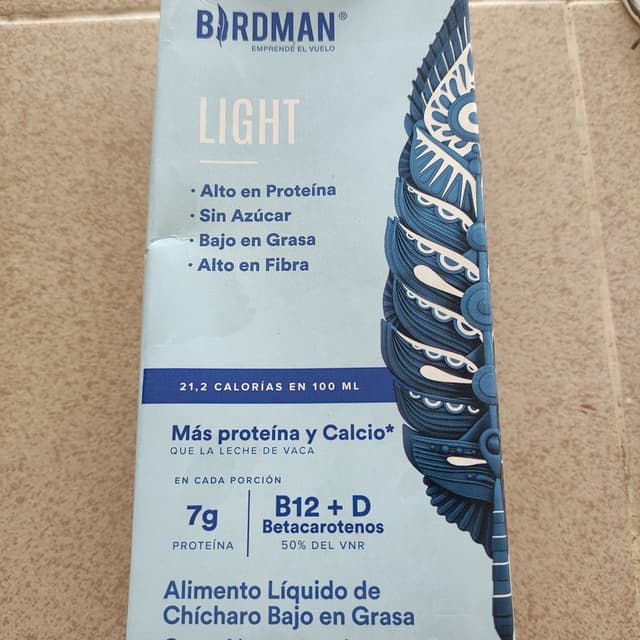 BIRDMAN®
EMPRENDE EL VUELO
LIGHT
· Alto en Proteína
· Sin Azúcar
· Bajo en Grasa
· Alto en Fibra
21,2 CALORÍAS EN 100 ML
Más proteína y Calcio*
QUE LA LECHE DE VACA
EN CADA PORCIÓN
7g
PROTEÍNA
B12 + D
Betacarotenos
50% DEL VNR
Alimento Líquido de
Chícharo Bajo en Grasa